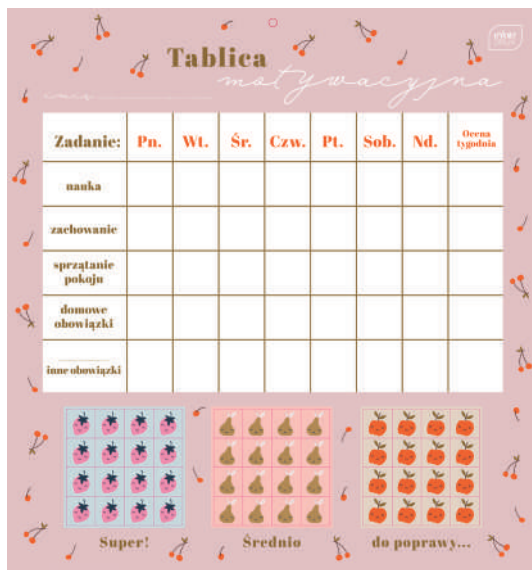 Tablica
motywacyjna
imię
Zadanie: Pn. Wt. Śr. Czw. Pt. Sob. Nd. Ocena
tygodnia
nauka
zachowanie
sprzątanie
pokoju
domowe
obowiązki
inne obowiązki
Super! Średnio do poprawy...